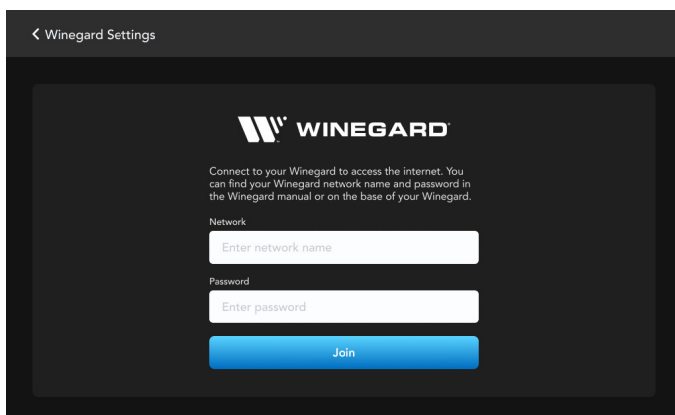 Winegard Settings
WINEGARD
Connect to your Winegard to access the internet. You
can find your Winegard network name and password in
the Winegard manual or on the base of your Winegard.
Network
Enter network name
Password
Enter password
Join